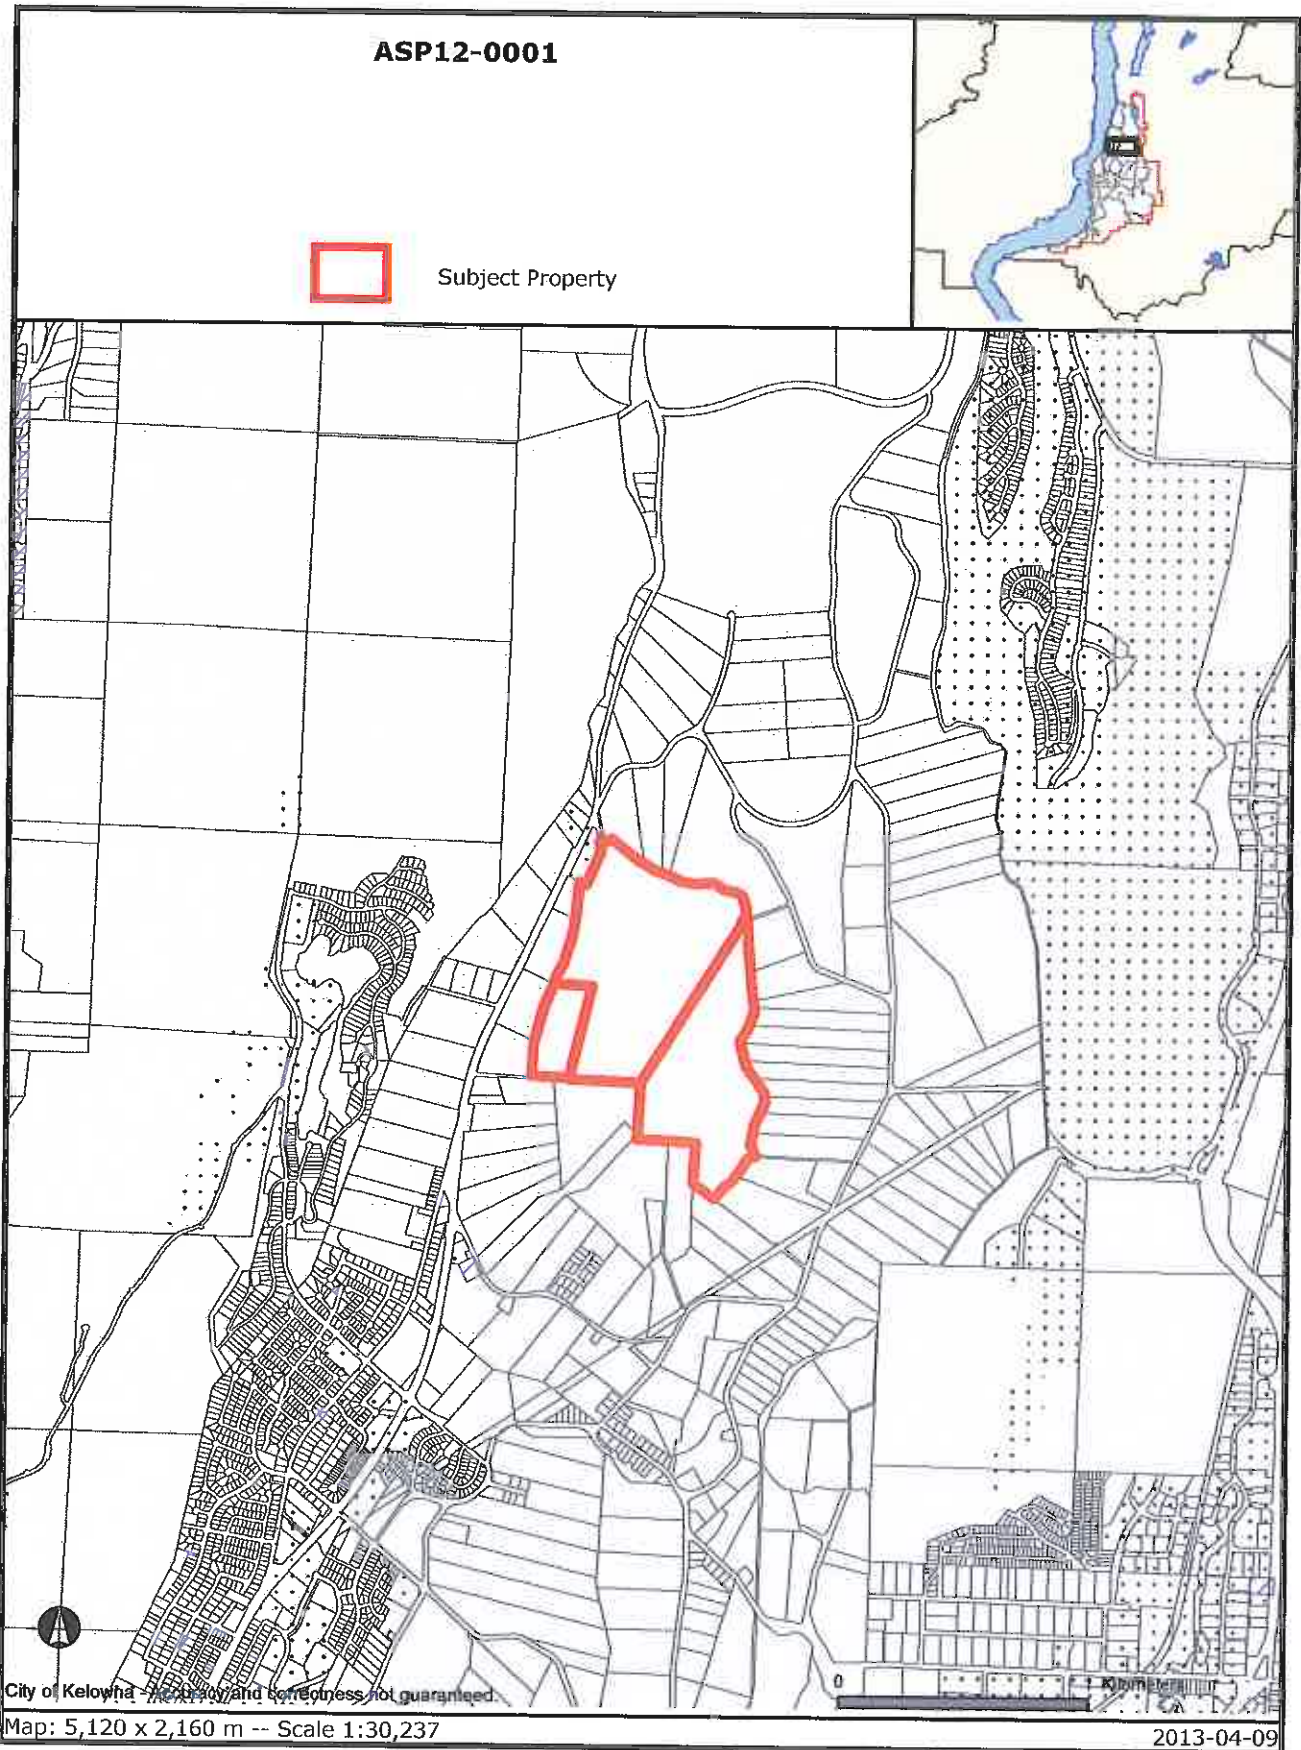 ASP12-0001
Subject Property
City of Kelowna - Accuracy and correctness not guaranteed.
0
Map: 5,120 x 2,160 m -- Scale 1:30,237
2013-04-09